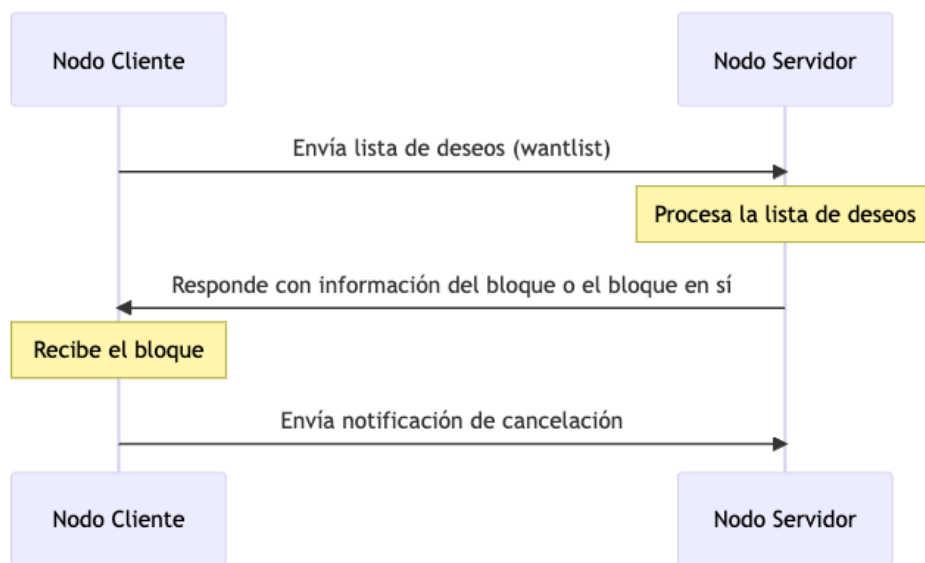 Nodo Cliente
Nodo Servidor
Envía lista de deseos (wantlist)
Procesa la lista de deseos
Responde con información del bloque o el bloque en sí
Recibe el bloque
Envía notificación de cancelación
Nodo Cliente
Nodo Servidor